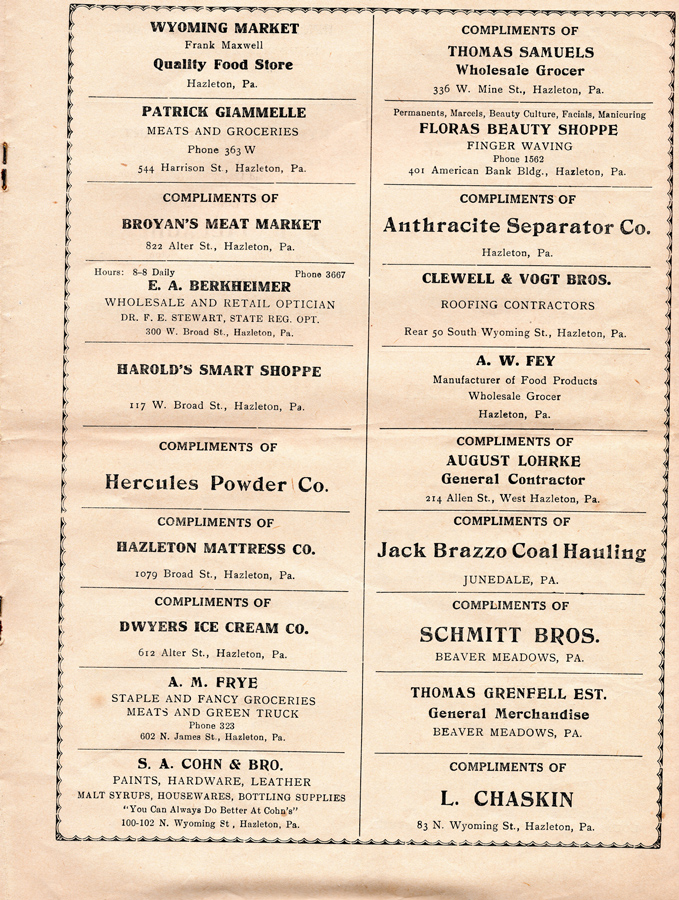 WYOMING MARKET
Frank Maxwell
Quality Food Store
Hazleton, Pa.
PATRICK GIAMMELLE
MEATS AND GROCERIES
Phone 363 W
544 Harrison St., Hazleton, Pa.
COMPLIMENTS OF
BROYAN'S MEAT MARKET
822 Alter St., Hazleton, Pa.
Hours: 8-8 Daily Phone 3667
E. A. BERKHEIMER
WHOLESALE AND RETAIL OPTICIAN
DR. F. E. STEWART, STATE REG. OPT.
300 W. Broad St., Hazleton, Pa.
HAROLD'S SMART SHOPPE
117 W. Broad St., Hazleton, Pa.
COMPLIMENTS OF
Hercules Powder Co.
COMPLIMENTS OF
HAZLETON MATTRESS CO.
1079 Broad St., Hazleton, Pa.
COMPLIMENTS OF
DWYERS ICE CREAM CO.
612 Alter St., Hazleton, Pa.
A. M. FRYE
STAPLE AND FANCY GROCERIES
MEATS AND GREEN TRUCK
Phone 323
602 N. James St., Hazleton, Pa.
S. A. COHN & BRO.
PAINTS, HARDWARE, LEATHER
MALT SYRUPS, HOUSEWARES, BOTTLING SUPPLIES
"You Can Always Do Better At Cohn's"
100-102 N. Wyoming St., Hazleton, Pa.
COMPLIMENTS OF
THOMAS SAMUELS
Wholesale Grocer
336 W. Mine St., Hazleton, Pa.
Permanents, Marcels, Beauty Culture, Facials, Manicuring
FLORAS BEAUTY SHOPPE
FINGER WAVING
Phone 1562
401 American Bank Bldg., Hazleton, Pa.
COMPLIMENTS OF
Anthracite Separator Co.
Hazleton, Pa.
CLEWELL & VOGT BROS.
ROOFING CONTRACTORS
Rear 50 South Wyoming St., Hazleton, Pa.
A. W. FEY
Manufacturer of Food Products
Wholesale Grocer
Hazleton, Pa.
COMPLIMENTS OF
AUGUST LOHRKE
General Contractor
214 Allen St., West Hazleton, Pa.
COMPLIMENTS OF
Jack Brazzo Coal Hauling
JUNEDALE, PA.
COMPLIMENTS OF
SCHMITT BROS.
BEAVER MEADOWS, PA.
THOMAS GRENFELL EST.
General Merchandise
BEAVER MEADOWS, PA.
COMPLIMENTS OF
L. CHASKIN
83 N. Wyoming St., Hazleton, Pa.